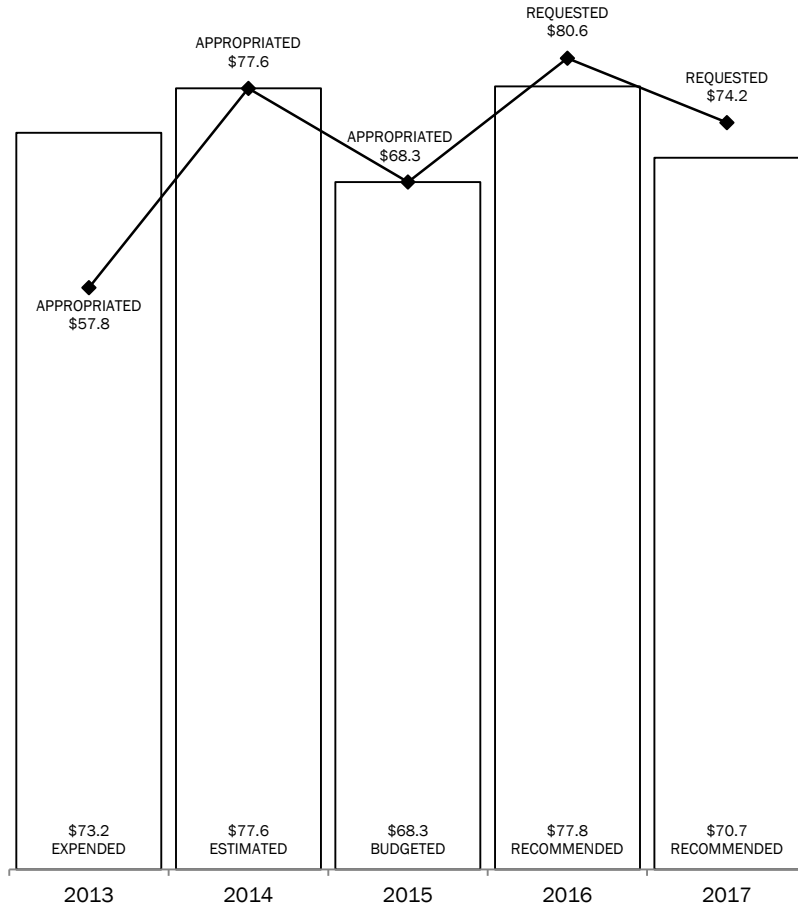 REQUESTED
$80.6
APPROPRIATED
$77.6
REQUESTED
$74.2
APPROPRIATED
$68.3
APPROPRIATED
$57.8
$73.2
EXPENDED
$77.6
ESTIMATED
$68.3
BUDGETED
$77.8
RECOMMENDED
$70.7
RECOMMENDED
2013
2014
2015
2016
2017